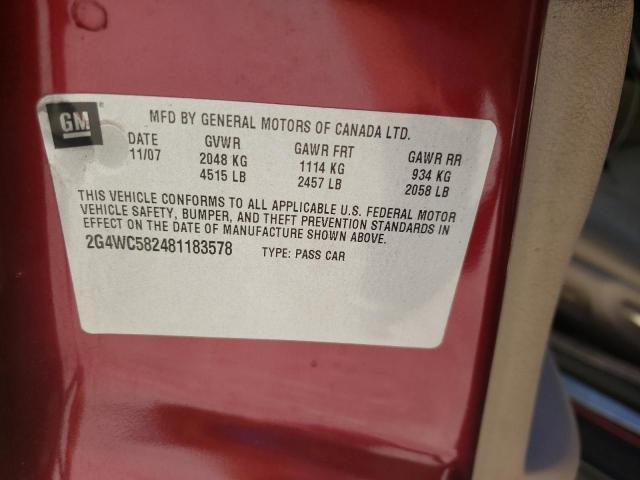 GM MFD BY GENERAL MOTORS OF CANADA LTD.
DATE GVWR GAWR FRT GAWR RR
11/07 2048 KG 1114 KG 934 KG
4515 LB 2457 LB 2058 LB
THIS VEHICLE CONFORMS TO ALL APPLICABLE U.S. FEDERAL MOTOR
VEHICLE SAFETY, BUMPER, AND THEFT PREVENTION STANDARDS IN
EFFECT ON THE DATE OF MANUFACTURE SHOWN ABOVE.
2G4WC582481183578 TYPE: PASS CAR